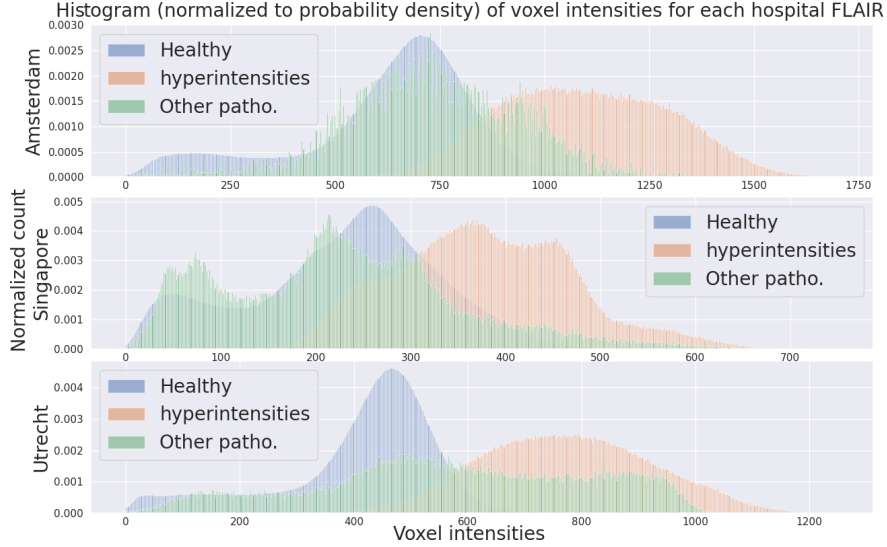 Histogram (normalized to probability density) of voxel intensities for each hospital FLAIR
Amsterdam
0.0030
0.0025
0.0020
0.0015
0.0010
0.0005
0.0000
Healthy
hyperintensities
Other patho.
0 250 500 750 1000 1250 1500 1750
Normalized count
Singapore
0.005
0.004
0.003
0.002
0.001
0.000
Healthy
hyperintensities
Other patho.
0 100 200 300 400 500 600 700
Utrecht
0.004
0.003
0.002
0.001
0.000
Healthy
hyperintensities
Other patho.
0 200 400 600 800 1000 1200
Voxel intensities